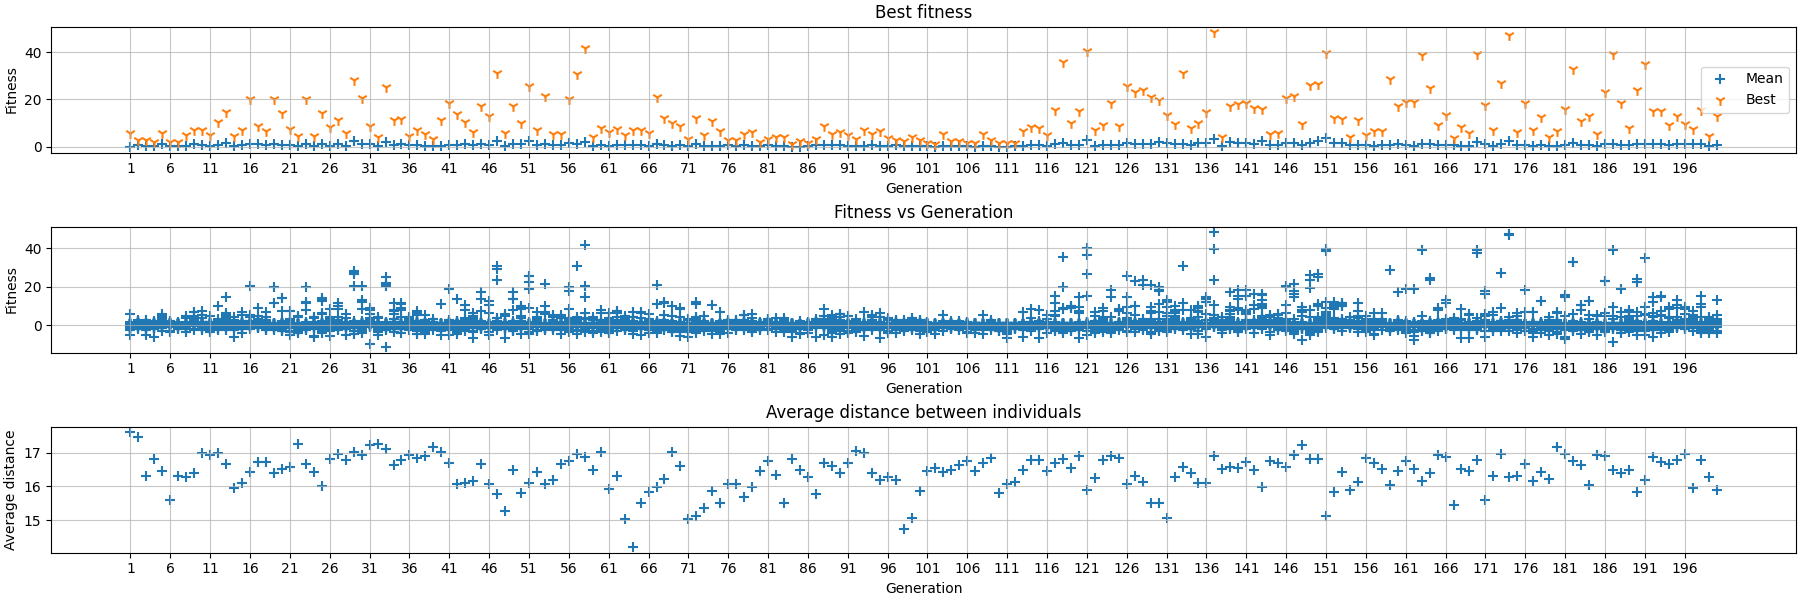 Best fitness
Fitness
40
20
0
Mean
Best
1 6 11 16 21 26 31 36 41 46 51 56 61 66 71 76 81 86 91 96 101 106 111 116 121 126 131 136 141 146 151 156 161 166 171 176 181 186 191 196
Generation
Fitness vs Generation
Fitness
40
20
0
1 6 11 16 21 26 31 36 41 46 51 56 61 66 71 76 81 86 91 96 101 106 111 116 121 126 131 136 141 146 151 156 161 166 171 176 181 186 191 196
Generation
Average distance between individuals
Average distance
17
16
15
1 6 11 16 21 26 31 36 41 46 51 56 61 66 71 76 81 86 91 96 101 106 111 116 121 126 131 136 141 146 151 156 161 166 171 176 181 186 191 196
Generation